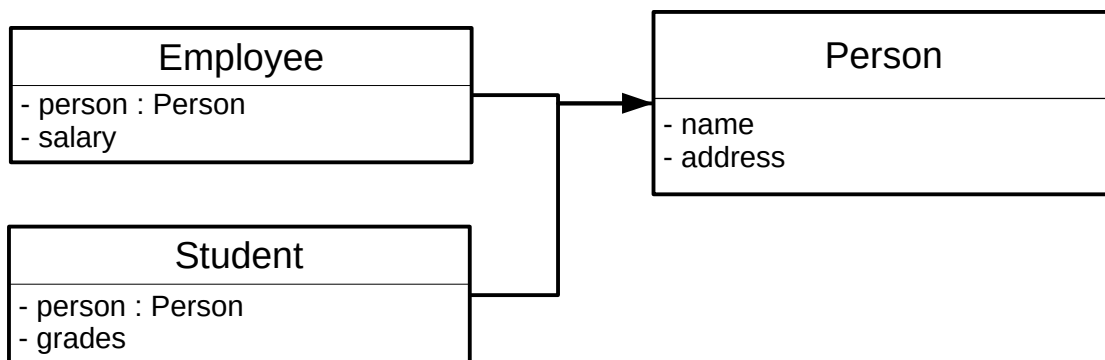 Employee
- person : Person
- salary
Person
- name
- address
Student
- person : Person
- grades